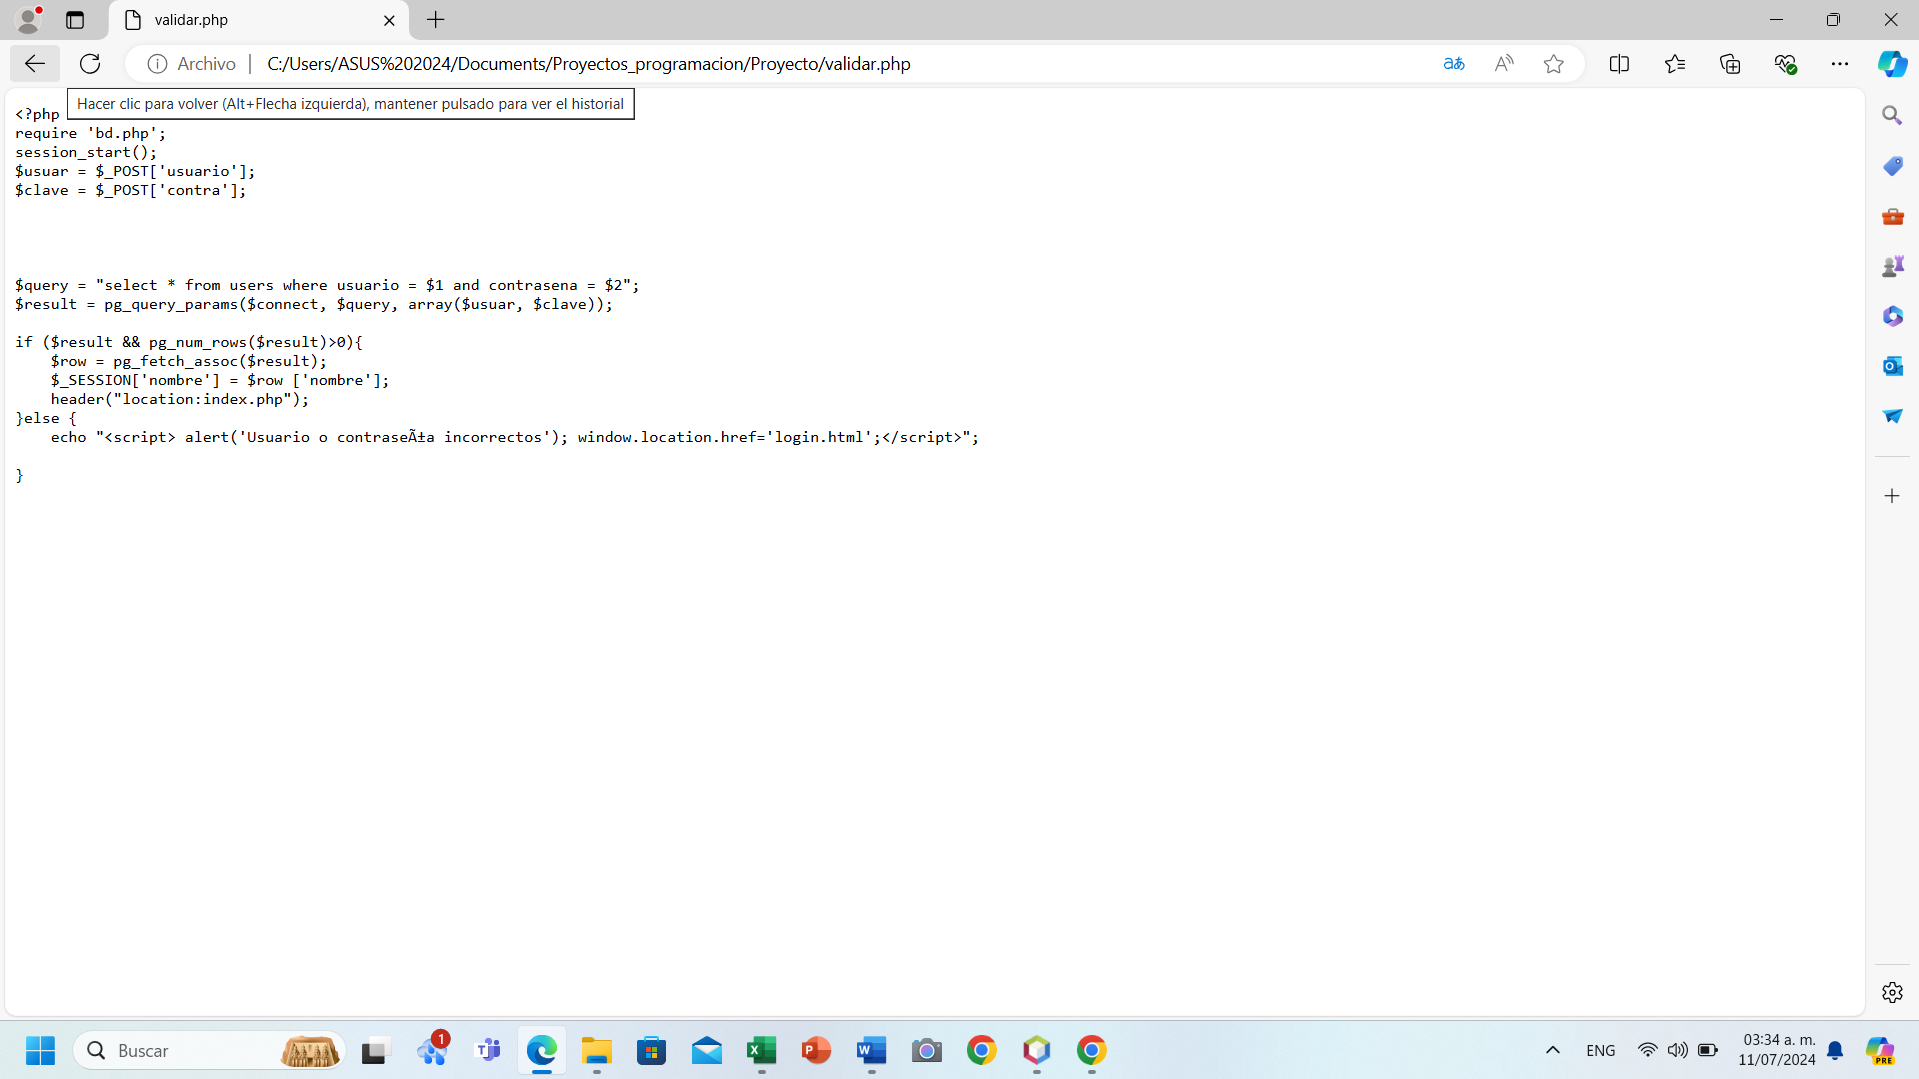 validar.php
Archivo
C:/Users/ASUS%202024/Documents/Proyectos_programacion/Proyecto/validar.php
aあ
Hacer clic para volver (Alt+Flecha izquierda), mantener pulsado para ver el historial
<?php
require 'bd.php';
session_start();
$usuar = $_POST['usuario'];
$clave = $_POST['contra'];
$query = "select * from users where usuario = $1 and contrasena = $2";
$result = pg_query_params($connect, $query, array($usuar, $clave));
if ($result && pg_num_rows($result)>0){
    $row = pg_fetch_assoc($result);
    $_SESSION['nombre'] = $row ['nombre'];
    header("location:index.php");
}else {
    echo "<script> alert('Usuario o contraseÃ±a incorrectos'); window.location.href='login.html';</script>";
}
Buscar
1
ENG
03:34 a. m.
11/07/2024
PRE